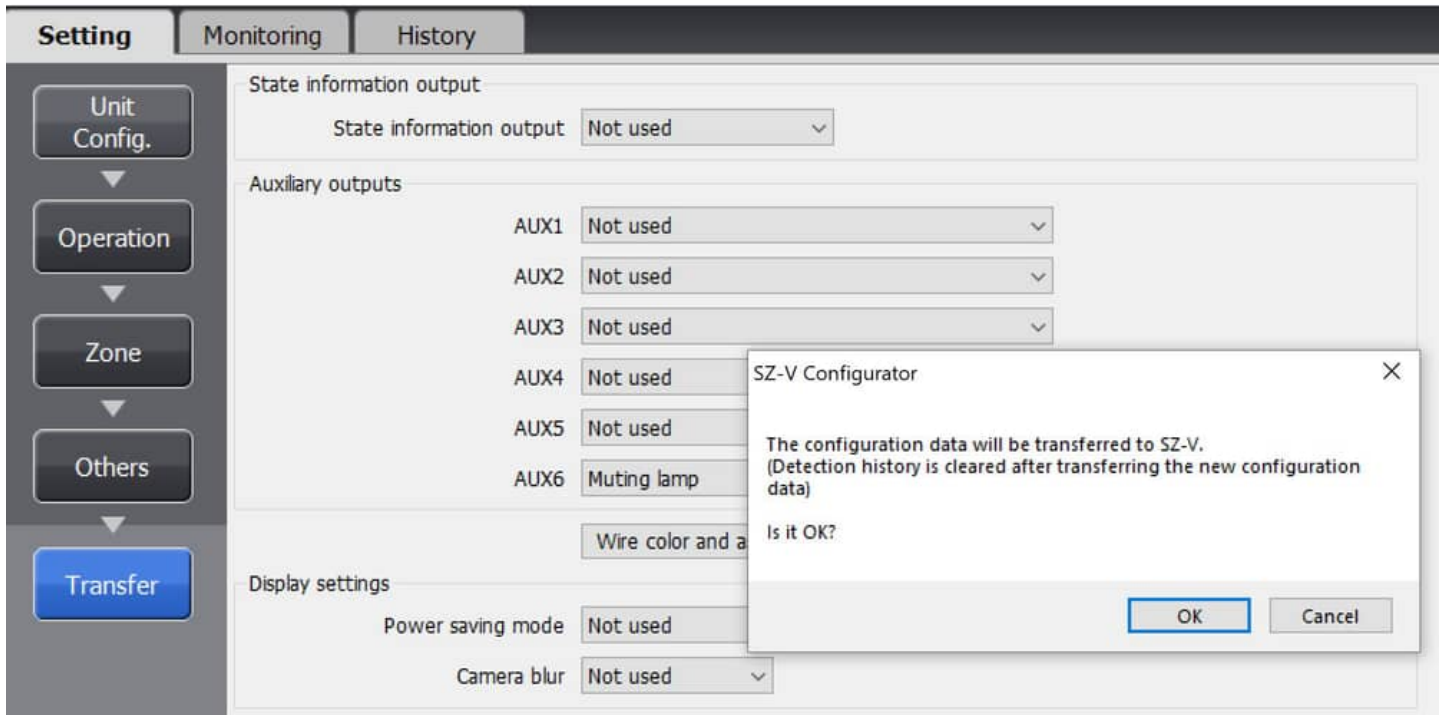 Setting Monitoring History
Unit
Config.
Operation
Zone
Others
Transfer
State information output
State information output Not used
Auxiliary outputs
AUX1 Not used
AUX2 Not used
AUX3 Not used
AUX4 Not used
AUX5 Not used
AUX6 Muting lamp
Wire color and a
Display settings
Power saving mode Not used
Camera blur Not used
SZ-V Configurator
The configuration data will be transferred to SZ-V.
(Detection history is cleared after transferring the new configuration
data)
Is it OK?
OK Cancel